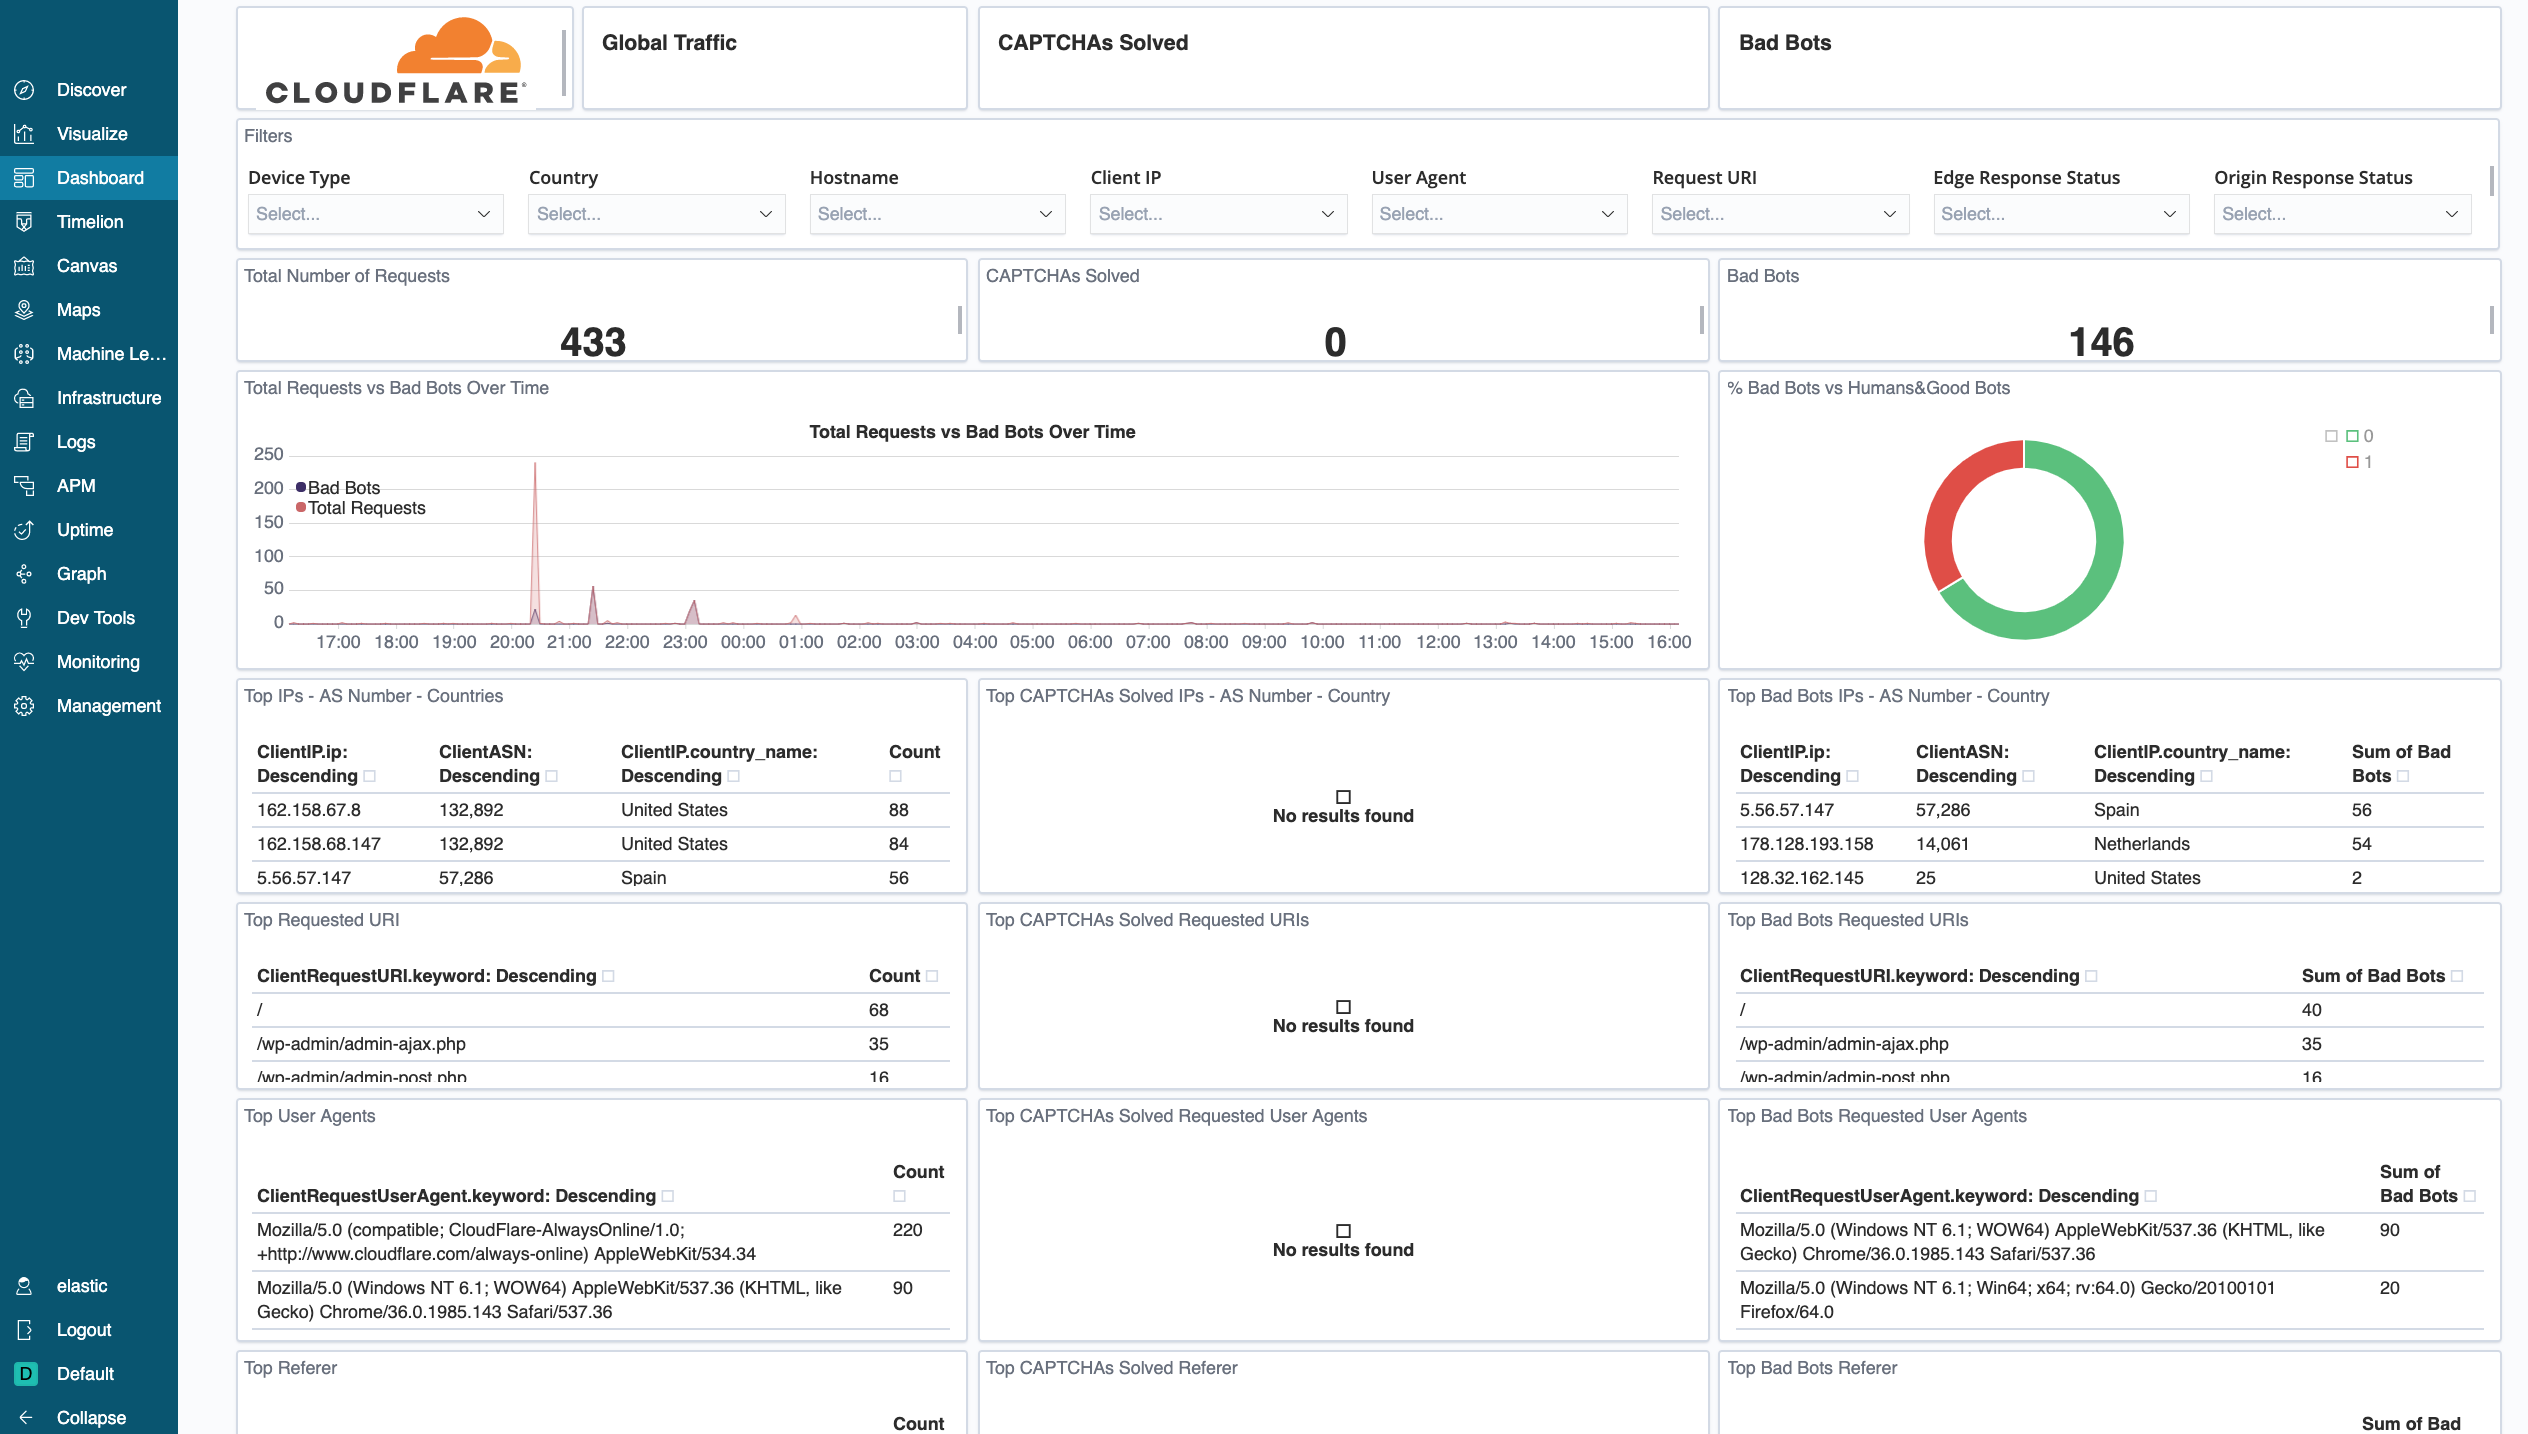 Discover
Visualize
Dashboard
Timelion
Canvas
Maps
Machine Le...
Infrastructure
Logs
APM
Uptime
Graph
Dev Tools
Monitoring
Management
elastic
Logout
D Default
Collapse
CLOUDFLARE®
Global Traffic
CAPTCHAs Solved
Bad Bots
Filters
Device Type Country Hostname Client IP User Agent Request URI Edge Response Status Origin Response Status
Select... Select... Select... Select... Select... Select... Select... Select...
Total Number of Requests
433
CAPTCHAs Solved
0
Bad Bots
146
Total Requests vs Bad Bots Over Time
Total Requests vs Bad Bots Over Time
250
200
150
100
50
0
Bad Bots
Total Requests
17:00 18:00 19:00 20:00 21:00 22:00 23:00 00:00 01:00 02:00 03:00 04:00 05:00 06:00 07:00 08:00 09:00 10:00 11:00 12:00 13:00 14:00 15:00 16:00
% Bad Bots vs Humans&Good Bots
0
1
Top IPs - AS Number - Countries
ClientIP.ip: Descending ClientASN: Descending ClientIP.country_name: Descending Count
162.158.67.8 132,892 United States 88
162.158.68.147 132,892 United States 84
5.56.57.147 57,286 Spain 56
Top CAPTCHAs Solved IPs - AS Number - Country
No results found
Top Bad Bots IPs - AS Number - Country
ClientIP.ip: Descending ClientASN: Descending ClientIP.country_name: Descending Sum of Bad Bots
5.56.57.147 57,286 Spain 56
178.128.193.158 14,061 Netherlands 54
128.32.162.145 25 United States 2
Top Requested URI
ClientRequestURI.keyword: Descending Count
/ 68
/wp-admin/admin-ajax.php 35
/wp-admin/admin-post.php 16
Top CAPTCHAs Solved Requested URIs
No results found
Top Bad Bots Requested URIs
ClientRequestURI.keyword: Descending Sum of Bad Bots
/ 40
/wp-admin/admin-ajax.php 35
/wp-admin/admin-post.php 16
Top User Agents
ClientRequestUserAgent.keyword: Descending Count
Mozilla/5.0 (compatible; CloudFlare-AlwaysOnline/1.0; 220
+http://www.cloudflare.com/always-online) AppleWebKit/534.34
Mozilla/5.0 (Windows NT 6.1; WOW64) AppleWebKit/537.36 (KHTML, like 90
Gecko) Chrome/36.0.1985.143 Safari/537.36
Top CAPTCHAs Solved Requested User Agents
No results found
Top Bad Bots Requested User Agents
ClientRequestUserAgent.keyword: Descending Sum of Bad Bots
Mozilla/5.0 (Windows NT 6.1; WOW64) AppleWebKit/537.36 (KHTML, like 90
Gecko) Chrome/36.0.1985.143 Safari/537.36
Mozilla/5.0 (Windows NT 6.1; Win64; x64; rv:64.0) Gecko/20100101 20
Firefox/64.0
Top Referer
Count
Top CAPTCHAs Solved Referer
Top Bad Bots Referer
Sum of Bad